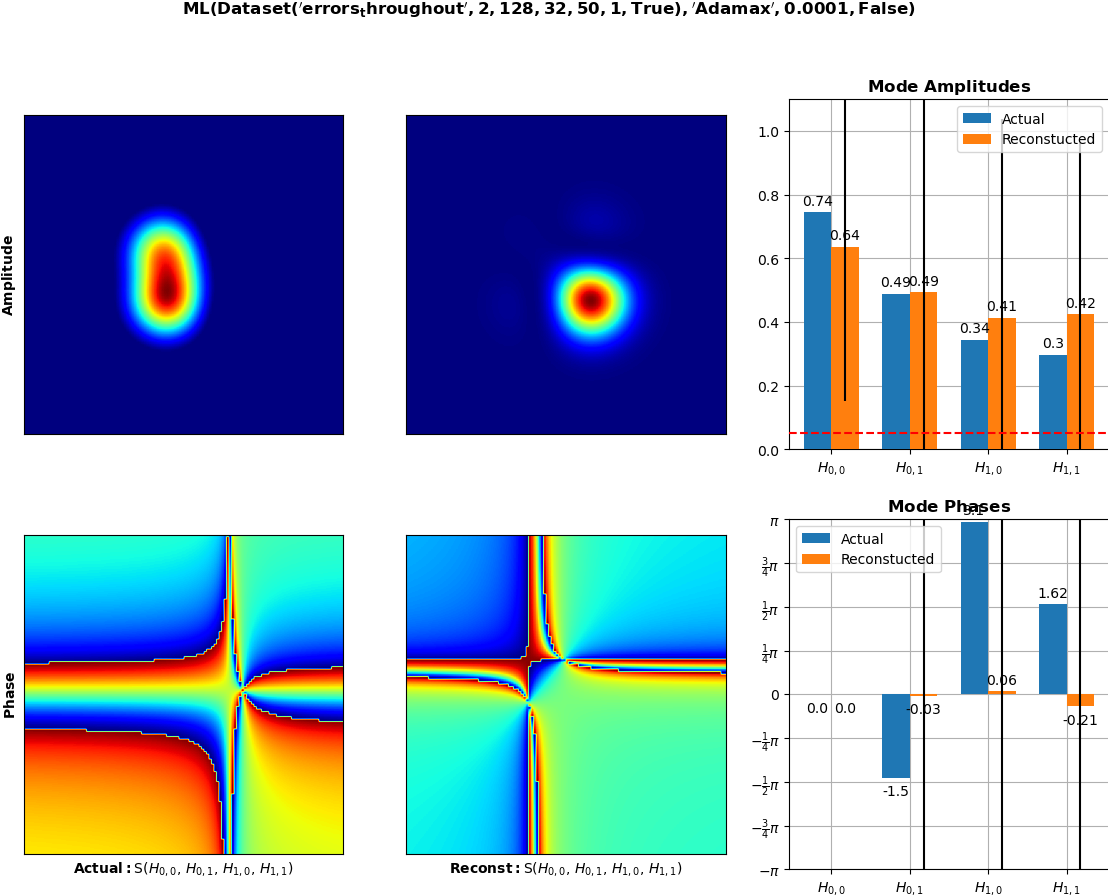 ML(Dataset('errors_throughout', 2, 128, 32, 50, 1, True), 'Adamax', 0.0001, False)
Amplitude
Mode Amplitudes
Actual
Reconstucted
1.0
0.8
0.6
0.4
0.2
0.0
0.74
0.64
0.49
0.49
0.34
0.41
0.3
0.42
H0,0
H0,1
H1,0
H1,1
Phase
Actual: S(H0,0, H0,1, H1,0, H1,1)
Reconst: S(H0,0, H0,1, H1,0, H1,1)
Mode Phases
Actual
Reconstucted
π
3/4π
1/2π
1/4π
0
−1/4π
−1/2π
−3/4π
−π
0.0
0.0
-1.5
-0.03
3.1
0.06
1.62
-0.21
H0,0
H0,1
H1,0
H1,1